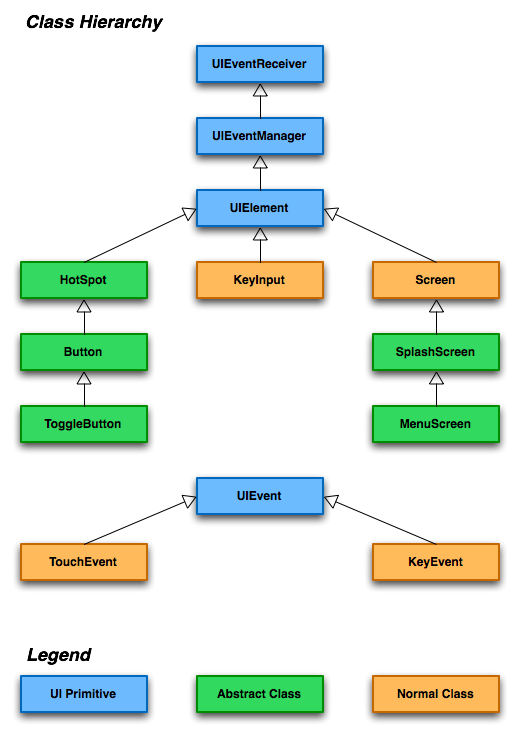 Class Hierarchy
UIEventReceiver
UIEventManager
UIElement
HotSpot
KeyInput
Screen
Button
SplashScreen
ToggleButton
MenuScreen
UIEvent
TouchEvent
KeyEvent
Legend
UI Primitive
Abstract Class
Normal Class